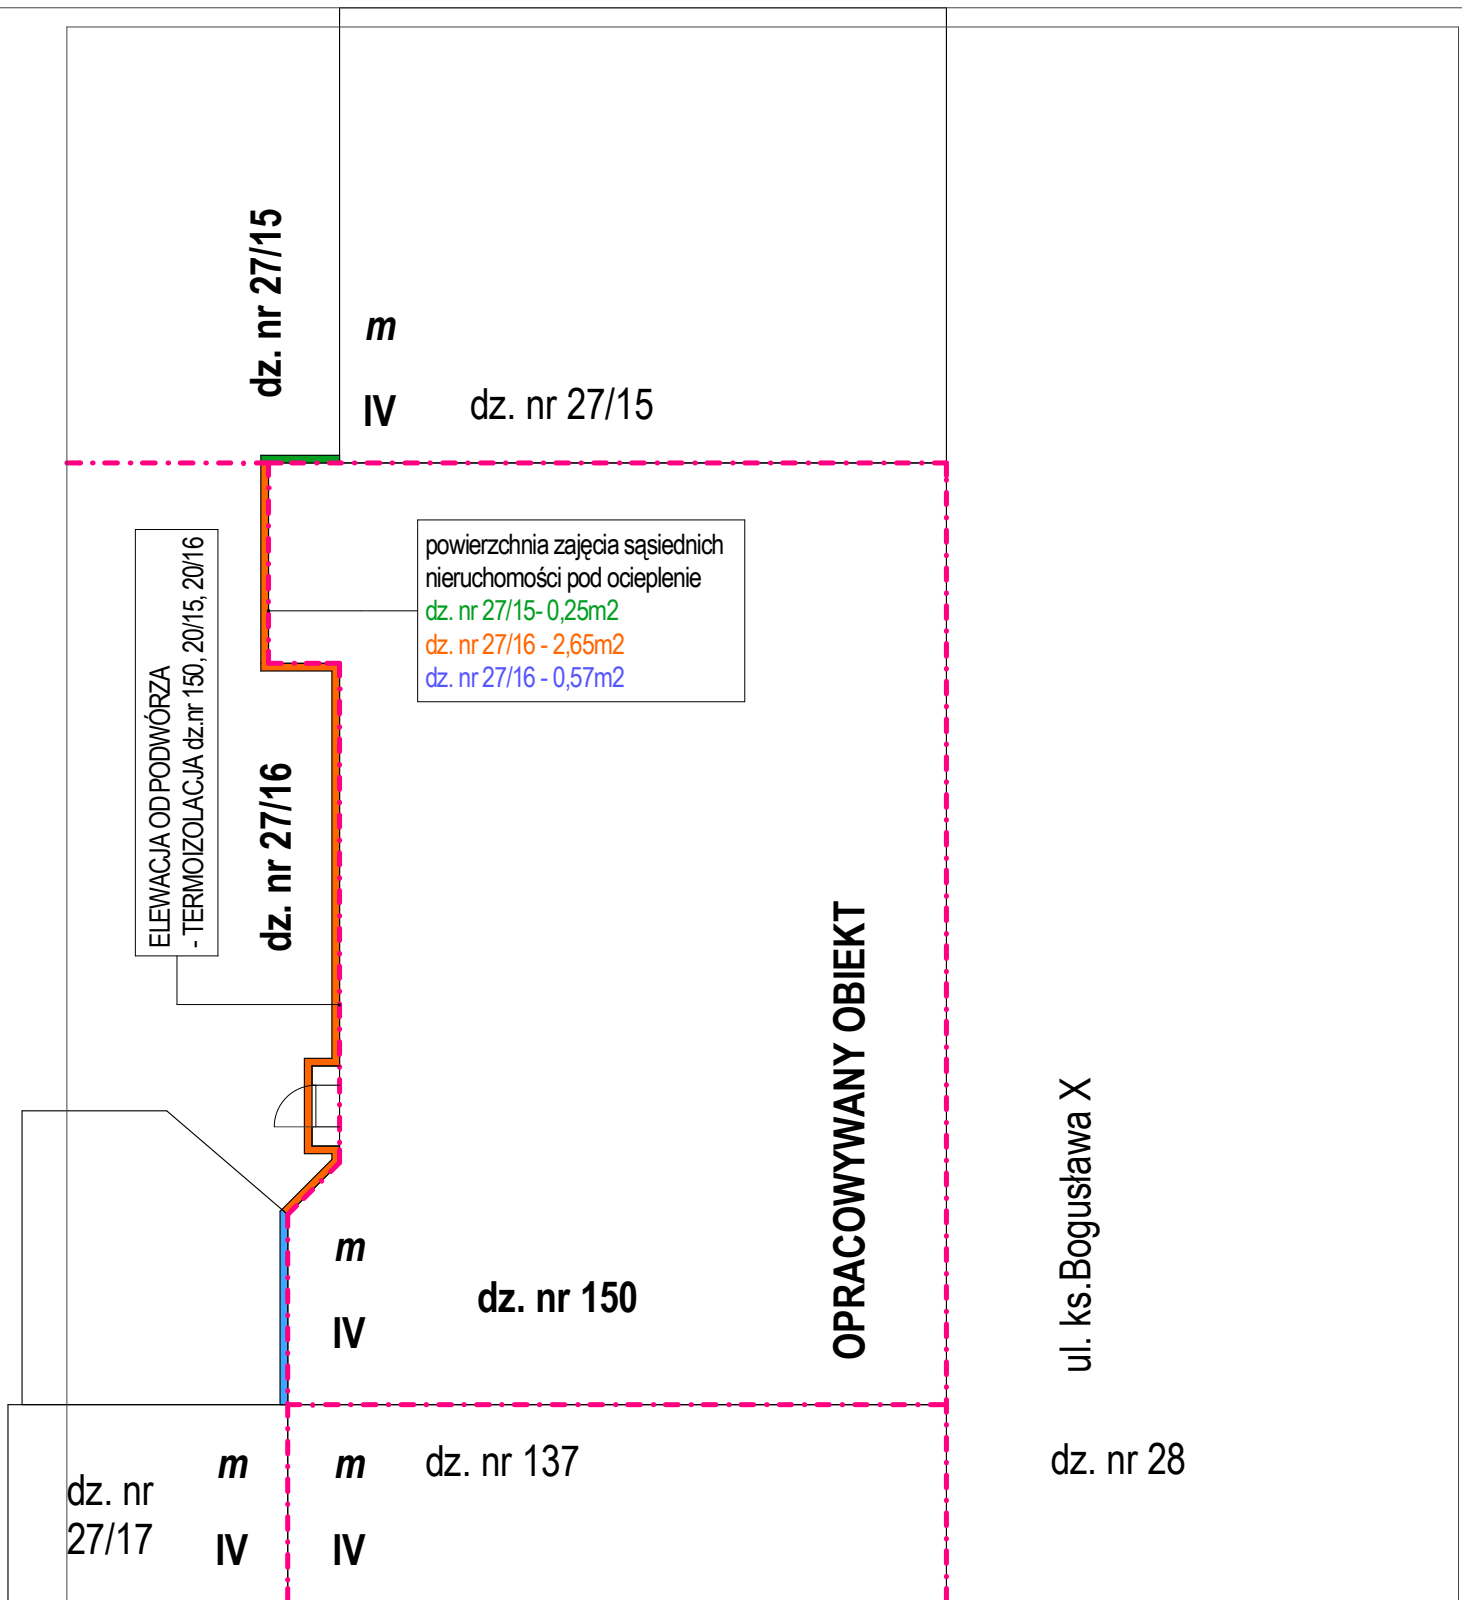 dz. nr 27/15
m
IV
dz. nr 27/15
powierzchnia zajęcia sąsiednich
nieruchomości pod ocieplenie
dz. nr 27/15- 0,25m2
dz. nr 27/16 - 2,65m2
dz. nr 27/16 - 0,57m2
ELEWACJA OD PODWÓRZA
- TERMOIZOLACJA dz.nr 150, 20/15, 20/16
dz. nr 27/16
OPRACOWYWANY OBIEKT
ul. ks.Bogusława X
m
IV
dz. nr 150
dz. nr
27/17
m
IV
m
IV
dz. nr 137
dz. nr 28